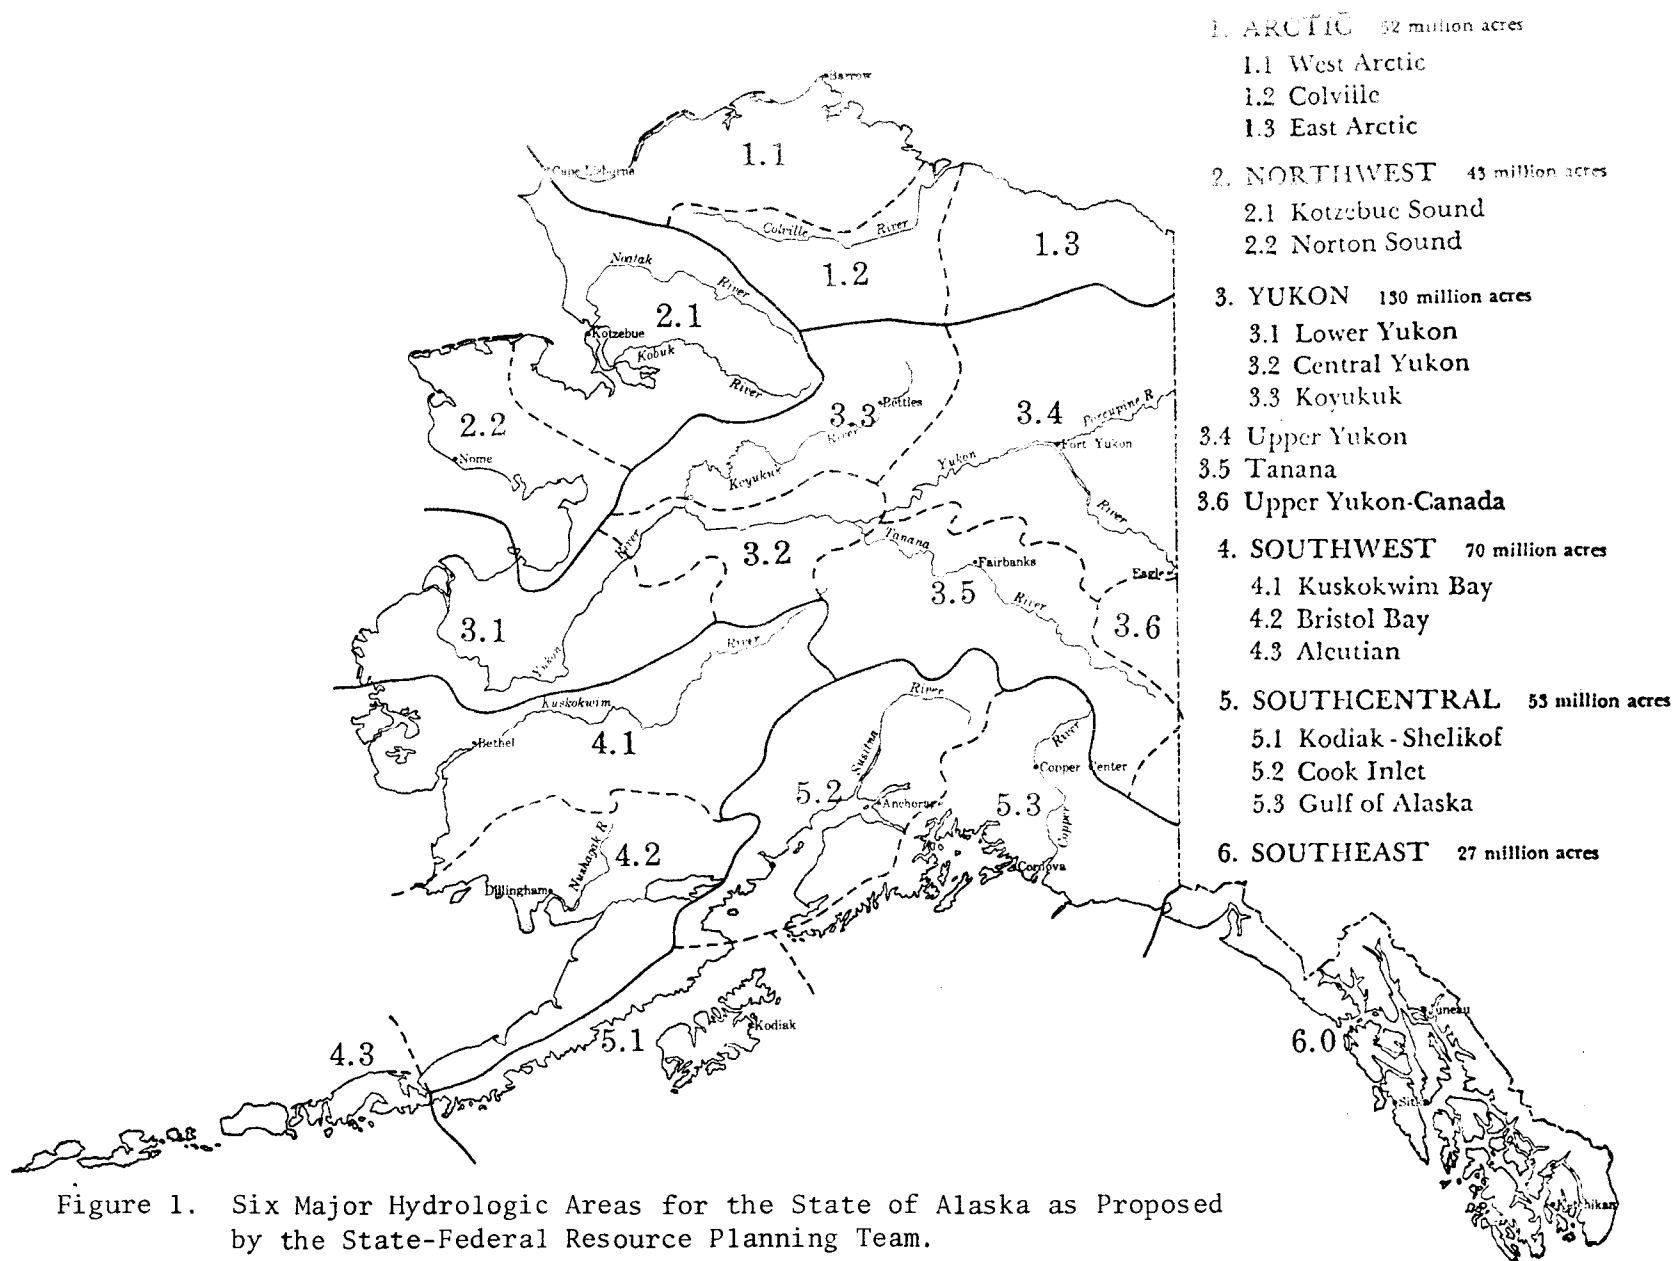 1. ARCTIC 52 million acres
1.1 West Arctic
1.2 Colville
1.3 East Arctic
2. NORTHWEST 43 million acres
2.1 Kotzebue Sound
2.2 Norton Sound
3. YUKON 130 million acres
3.1 Lower Yukon
3.2 Central Yukon
3.3 Koyukuk
3.4 Upper Yukon
3.5 Tanana
3.6 Upper Yukon-Canada
4. SOUTHWEST 70 million acres
4.1 Kuskokwim Bay
4.2 Bristol Bay
4.3 Aleutian
5. SOUTHCENTRAL 53 million acres
5.1 Kodiak - Shelikof
5.2 Cook Inlet
5.3 Gulf of Alaska
6. SOUTHEAST 27 million acres
Barrow
1.1
Cape Lisburne
Colville River
1.2
1.3
Noatak River
2.1
Kotzebue
Kobuk River
2.2
Nome
3.3
Bettles
River
Koyukuk
3.4
Porcupine R
Fort Yukon
Yukon
River
River
3.2
Tanana
Fairbanks
3.5
River
Eagle
3.6
3.1
Yukon
River
Kuskokwim
4.1
Bethel
River
Susitna
5.2
Anchorage
River
Copper Center
5.3
Copper
Cordova
Nushagak R
4.2
Dillingham
5.1
Kodiak
4.3
6.0
Juneau
Sitka
Ketchikan
Figure 1. Six Major Hydrologic Areas for the State of Alaska as Proposed
by the State-Federal Resource Planning Team.